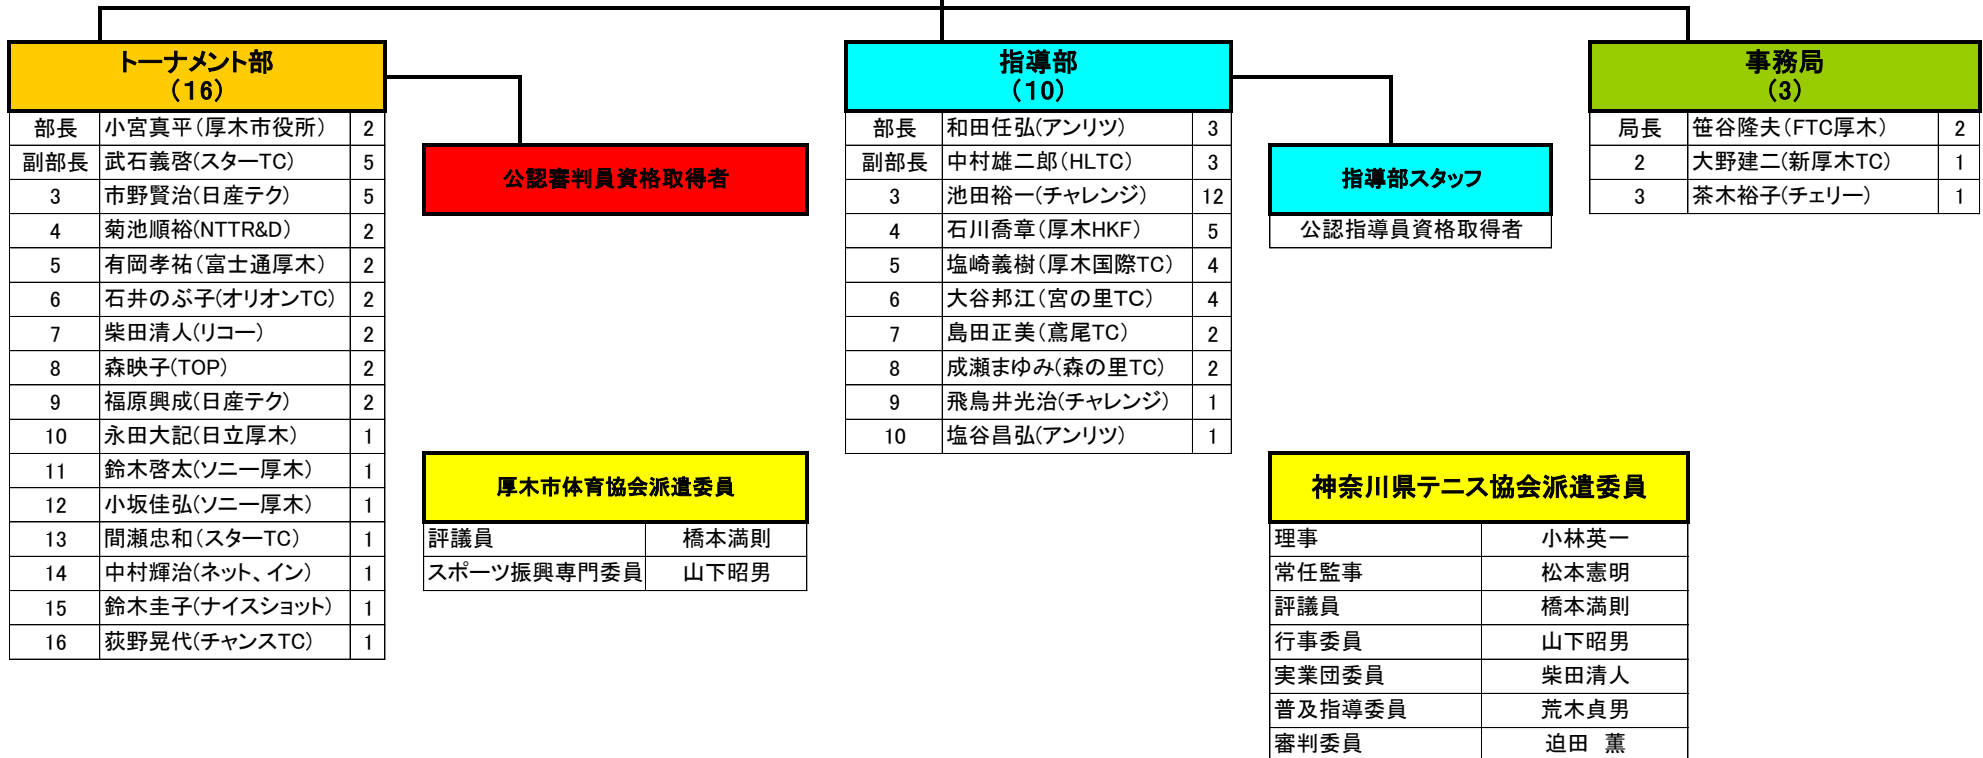 トーナメント部
(16)
部長 小宮真平(厚木市役所) 2
副部長 武石義啓(スターTC) 5
3 市野賢治(日産テク) 5
4 菊池順裕(NTTR&D) 2
5 有岡孝祐(富士通厚木) 2
6 石井のぶ子(オリオンTC) 2
7 柴田清人(リコー) 2
8 森映子(TOP) 2
9 福原興成(日産テク) 2
10 永田大記(日立厚木) 1
11 鈴木啓太(ソニー厚木) 1
12 小坂佳弘(ソニー厚木) 1
13 間瀬忠和(スターTC) 1
14 中村輝治(ネット、イン) 1
15 鈴木圭子(ナイスショット) 1
16 荻野晃代(チャンスTC) 1
公認審判員資格取得者
厚木市体育協会派遣委員
評議員 橋本満則
スポーツ振興専門委員 山下昭男
指導部
(10)
部長 和田任弘(アンリツ) 3
副部長 中村雄二郎(HLTC) 3
3 池田裕一(チャレンジ) 12
4 石川喬章(厚木HKF) 5
5 塩崎義樹(厚木国際TC) 4
6 大谷邦江(宮の里TC) 4
7 島田正美(鳶尾TC) 2
8 成瀬まゆみ(森の里TC) 2
9 飛鳥井光治(チャレンジ) 1
10 塩谷昌弘(アンリツ) 1
指導部スタッフ
公認指導員資格取得者
神奈川県テニス協会派遣委員
理事 小林英一
常任監事 松本憲明
評議員 橋本満則
行事委員 山下昭男
実業団委員 柴田清人
普及指導委員 荒木貞男
審判委員 迫田 薫
事務局
(3)
局長 笹谷隆夫(FTC厚木) 2
2 大野建二(新厚木TC) 1
3 茶木裕子(チェリー) 1